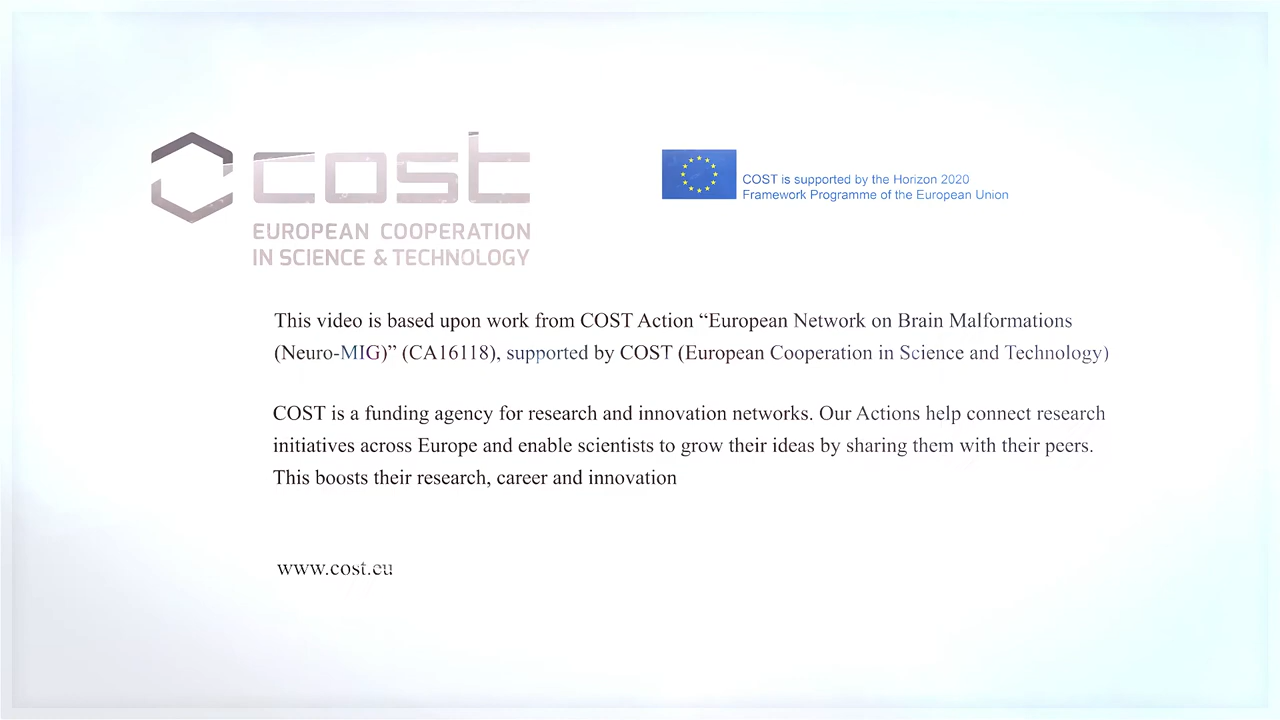 cost
EUROPEAN COOPERATION
IN SCIENCE & TECHNOLOGY
COST is supported by the Horizon 2020
Framework Programme of the European Union
This video is based upon work from COST Action “European Network on Brain Malformations
(Neuro-MIG)” (CA16118), supported by COST (European Cooperation in Science and Technology)
COST is a funding agency for research and innovation networks. Our Actions help connect research
initiatives across Europe and enable scientists to grow their ideas by sharing them with their peers.
This boosts their research, career and innovation
www.cost.eu